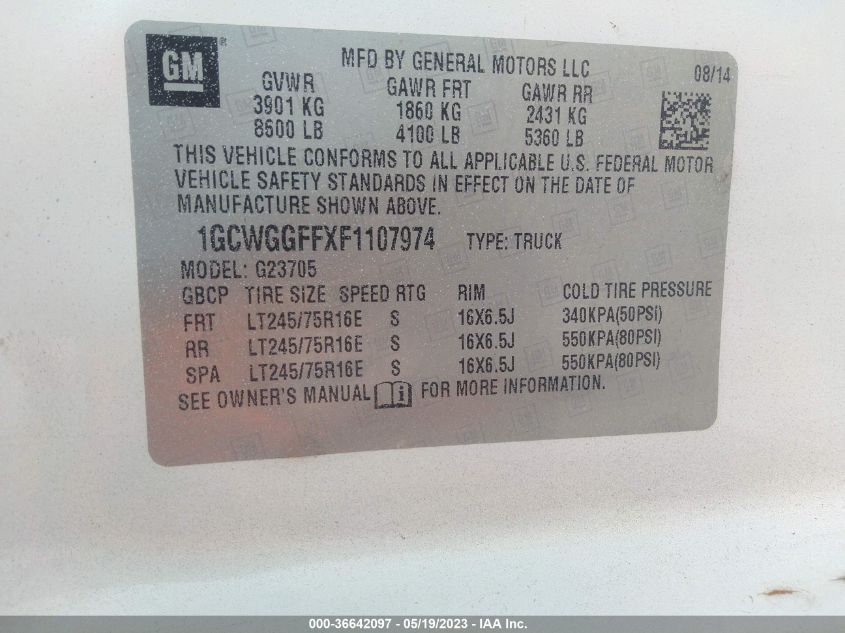 GM ®
MFD BY GENERAL MOTORS LLC
08/14
GVWR GAWR FRT GAWR RR
3901 KG 1860 KG 2431 KG
8600 LB 4100 LB 5360 LB
THIS VEHICLE CONFORMS TO ALL APPLICABLE U.S. FEDERAL MOTOR
VEHICLE SAFETY STANDARDS IN EFFECT ON THE DATE OF
MANUFACTURE SHOWN ABOVE.
1GCWGGFFXF1107974 TYPE: TRUCK
MODEL: G23705
GBCP TIRE SIZE SPEED RTG RIM COLD TIRE PRESSURE
FRT LT245/75R16E S 16X6.5J 340KPA(50PSI)
RR LT245/75R16E S 16X6.5J 550KPA(80PSI)
SPA LT245/75R16E S 16X6.5J 550KPA(80PSI)
SEE OWNER'S MANUAL i FOR MORE INFORMATION.
000-36642097 - 05/19/2023 - IAA Inc.